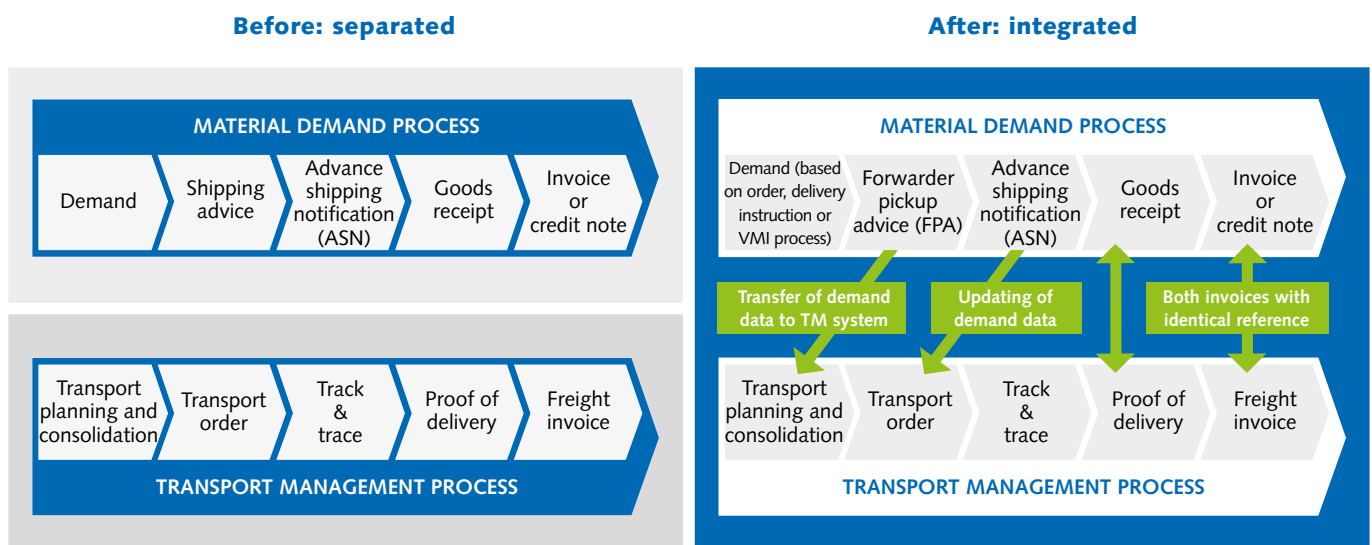 Before: separated
MATERIAL DEMAND PROCESS
Demand
Shipping
advice
Advance
shipping
notification
(ASN)
Goods
receipt
Invoice
or
credit note
Transport
planning and
consolidation
Transport
order
Track
&
trace
Proof of
delivery
Freight
invoice
TRANSPORT MANAGEMENT PROCESS
After: integrated
MATERIAL DEMAND PROCESS
Demand (based
on order, delivery
instruction or
VMI process)
Forwarder
pickup
advice (FPA)
Advance
shipping
notification
(ASN)
Goods
receipt
Invoice
or
credit note
Transfer of demand
data to TM system
Updating of
demand data
Both invoices with
identical reference
Transport
planning and
consolidation
Transport
order
Track
&
trace
Proof of
delivery
Freight
invoice
TRANSPORT MANAGEMENT PROCESS